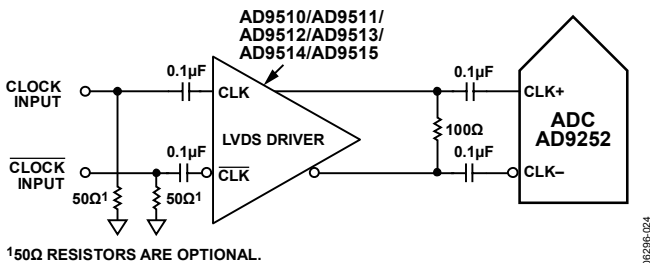 AD9510/AD9511/
AD9512/AD9513/
AD9514/AD9515
CLOCK
INPUT
0.1µF
CLK
LVDS DRIVER
CLOCK
INPUT
0.1µF
CLK
50Ω1
50Ω1
0.1µF
CLK+
100Ω
ADC
AD9252
0.1µF
CLK–
150Ω RESISTORS ARE OPTIONAL.
06296-024